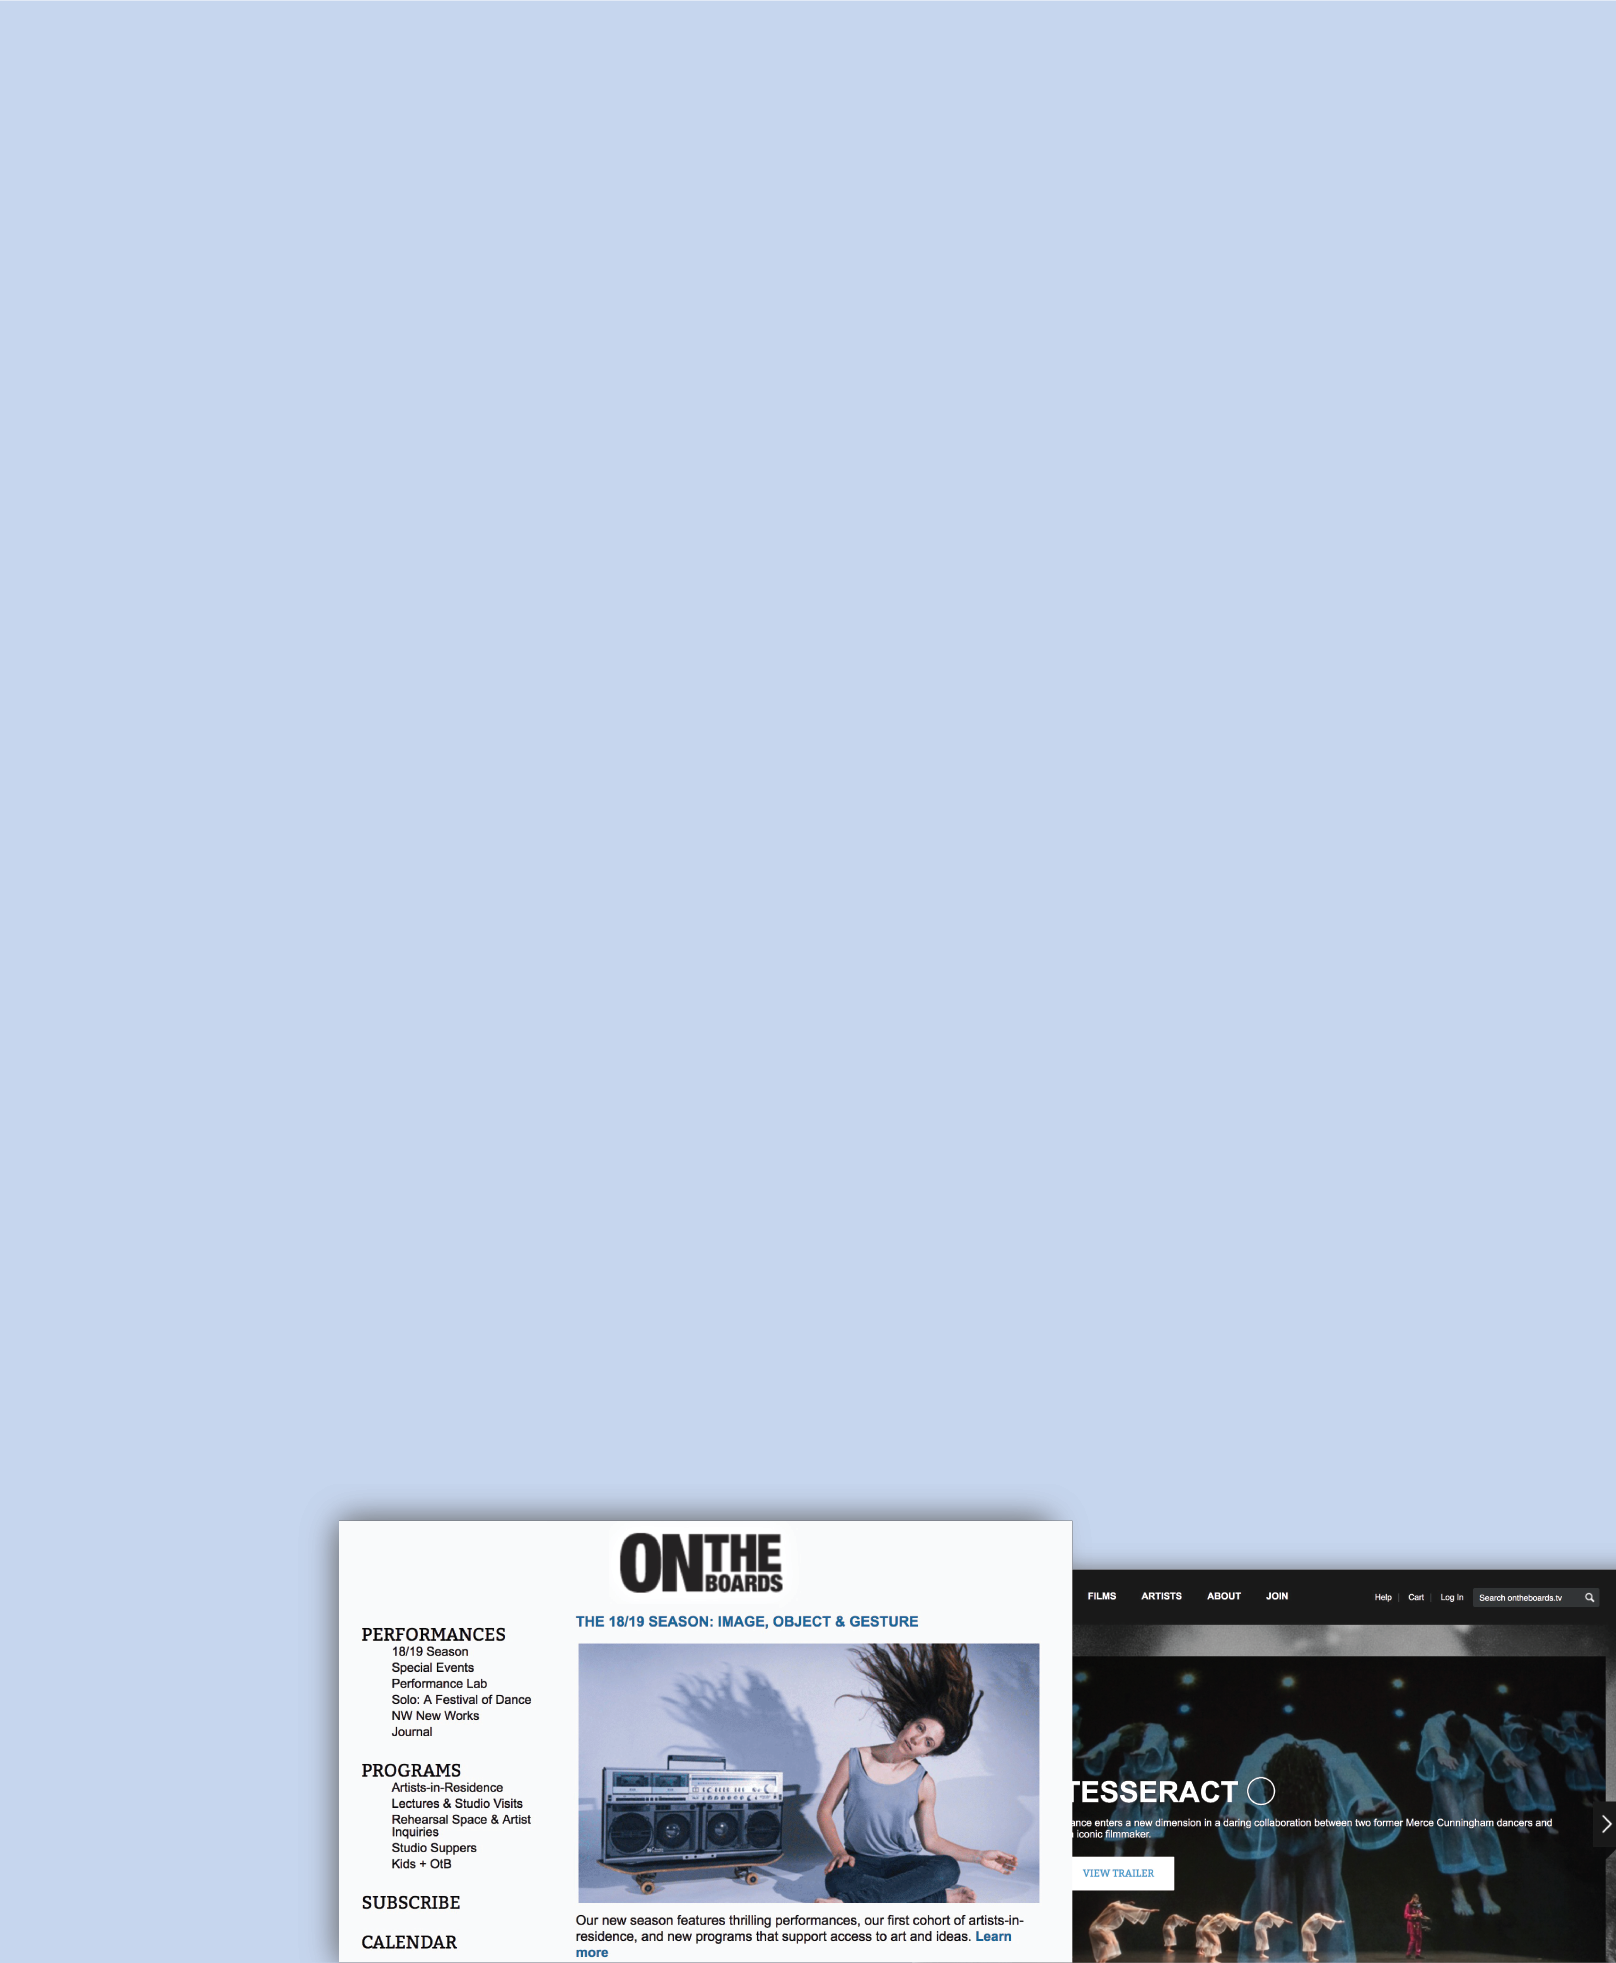 ON THE
BOARDS
THE 18/19 SEASON: IMAGE, OBJECT & GESTURE
PERFORMANCES
18/19 Season
Special Events
Performance Lab
Solo: A Festival of Dance
NW New Works
Journal
PROGRAMS
Artists-in-Residence
Lectures & Studio Visits
Rehearsal Space & Artist
Inquiries
Studio Suppers
Kids + OtB
SUBSCRIBE
CALENDAR
Our new season features thrilling performances, our first cohort of artists-in-
residence, and new programs that support access to art and ideas. Learn
more
FILMS ARTISTS ABOUT JOIN Help | Cart | Log In Search ontheboards.tv
TESSERACT
ance enters a new dimension in a daring collaboration between two former Merce Cunningham dancers and
iconic filmmaker.
VIEW TRAILER